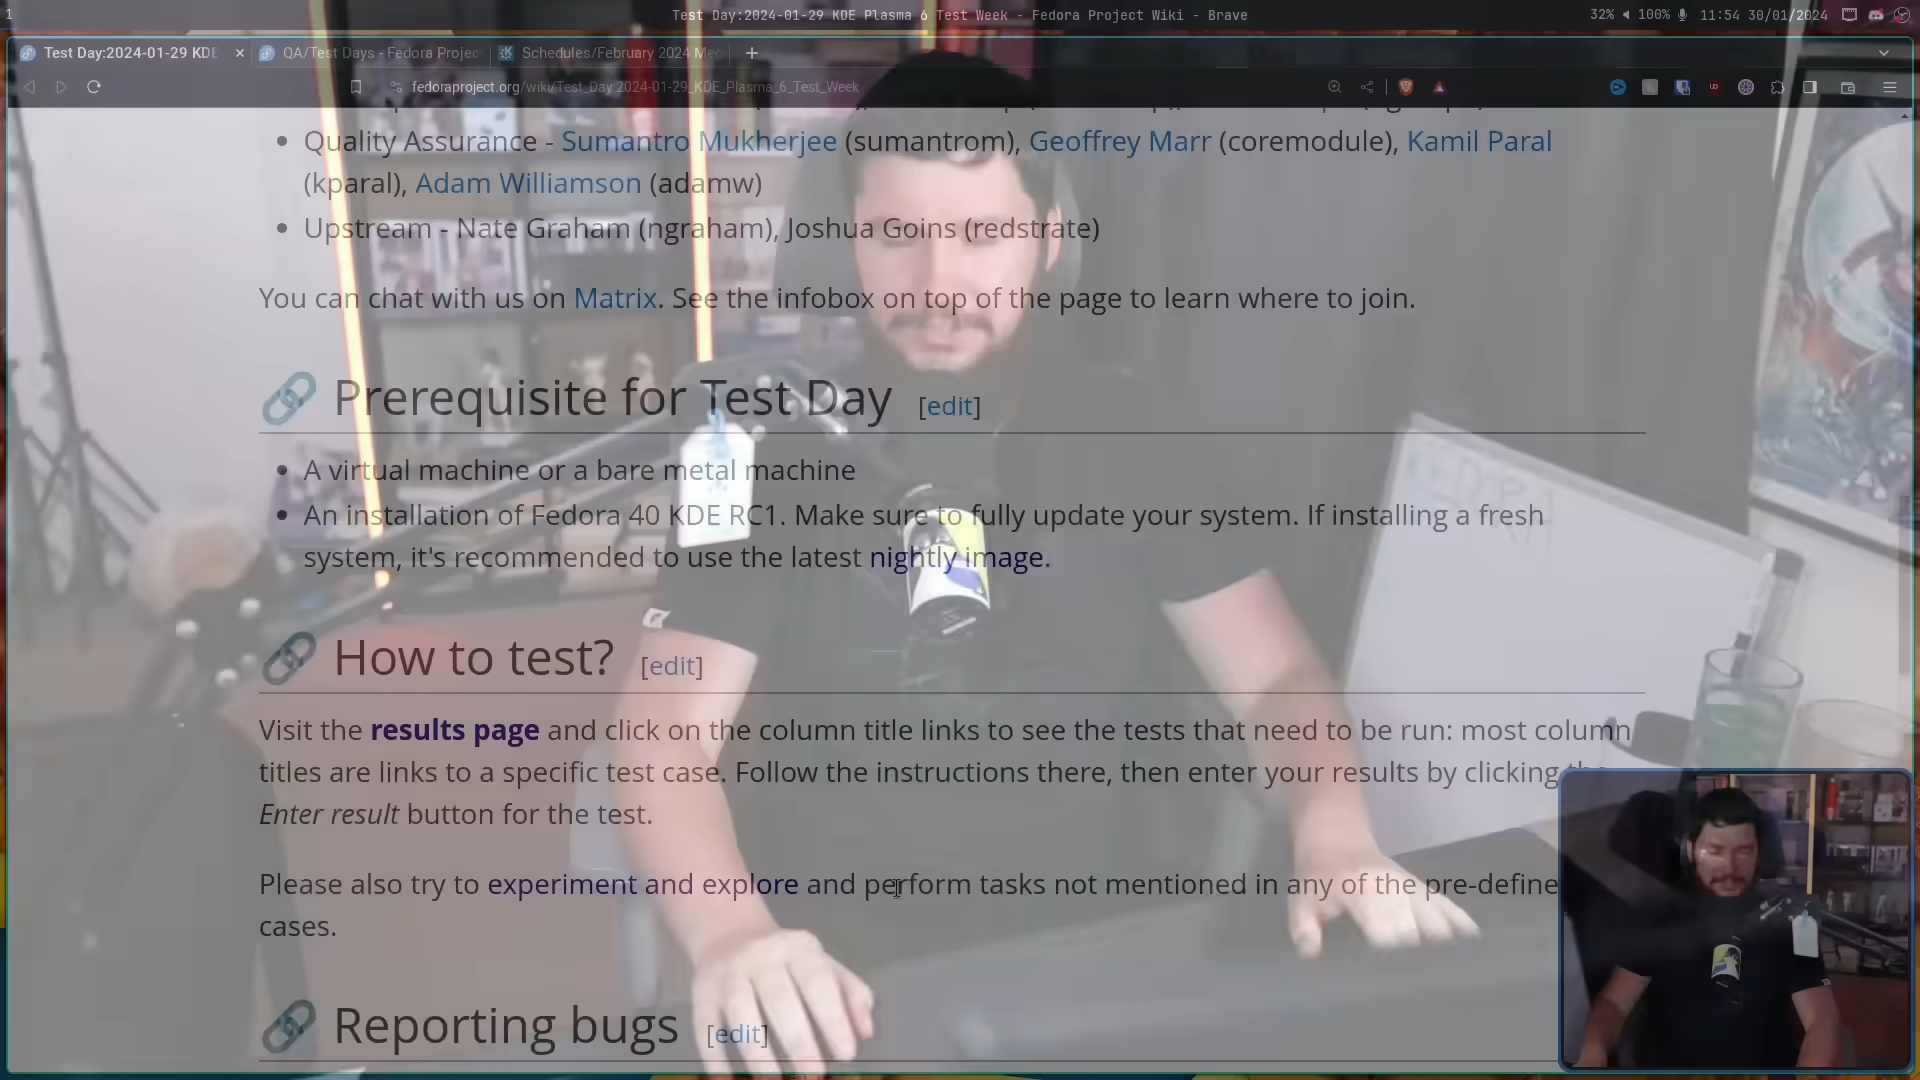 1
Test Day:2024-01-29 KDE Plasma 6 Test Week - Fedora Project Wiki - Brave
32% 100% 11:54 30/01/2024
Test Day:2024-01-29 KDE
QA/Test Days - Fedora Projec
Schedules/February 2024 Me
fedoraproject.org/wiki/Test_Day:2024-01-29_KDE_Plasma_6_Test_Week
Quality Assurance - Sumantro Mukherjee (sumantrom), Geoffrey Marr (coremodule), Kamil Paral
(kparal), Adam Williamson (adamw)
Upstream - Nate Graham (ngraham), Joshua Goins (redstrate)
You can chat with us on Matrix. See the infobox on top of the page to learn where to join.
Prerequisite for Test Day [edit]
A virtual machine or a bare metal machine
An installation of Fedora 40 KDE RC1. Make sure to fully update your system. If installing a fresh
system, it's recommended to use the latest nightly image.
How to test? [edit]
Visit the results page and click on the column title links to see the tests that need to be run: most column
titles are links to a specific test case. Follow the instructions there, then enter your results by clicking the
Enter result button for the test.
Please also try to experiment and explore and perform tasks not mentioned in any of the pre-define
cases.
Reporting bugs [edit]